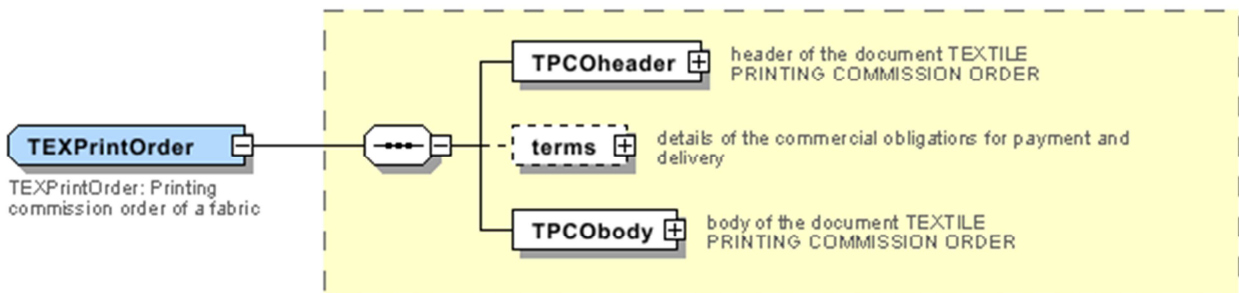 TPCOheader
header of the document TEXTILE
PRINTING COMMISSION ORDER
TEXPrintOrder
terms
details of the commercial obligations for payment and
delivery
TEXPrintOrder: Printing
commission order of a fabric
TPCObody
body of the document TEXTILE
PRINTING COMMISSION ORDER